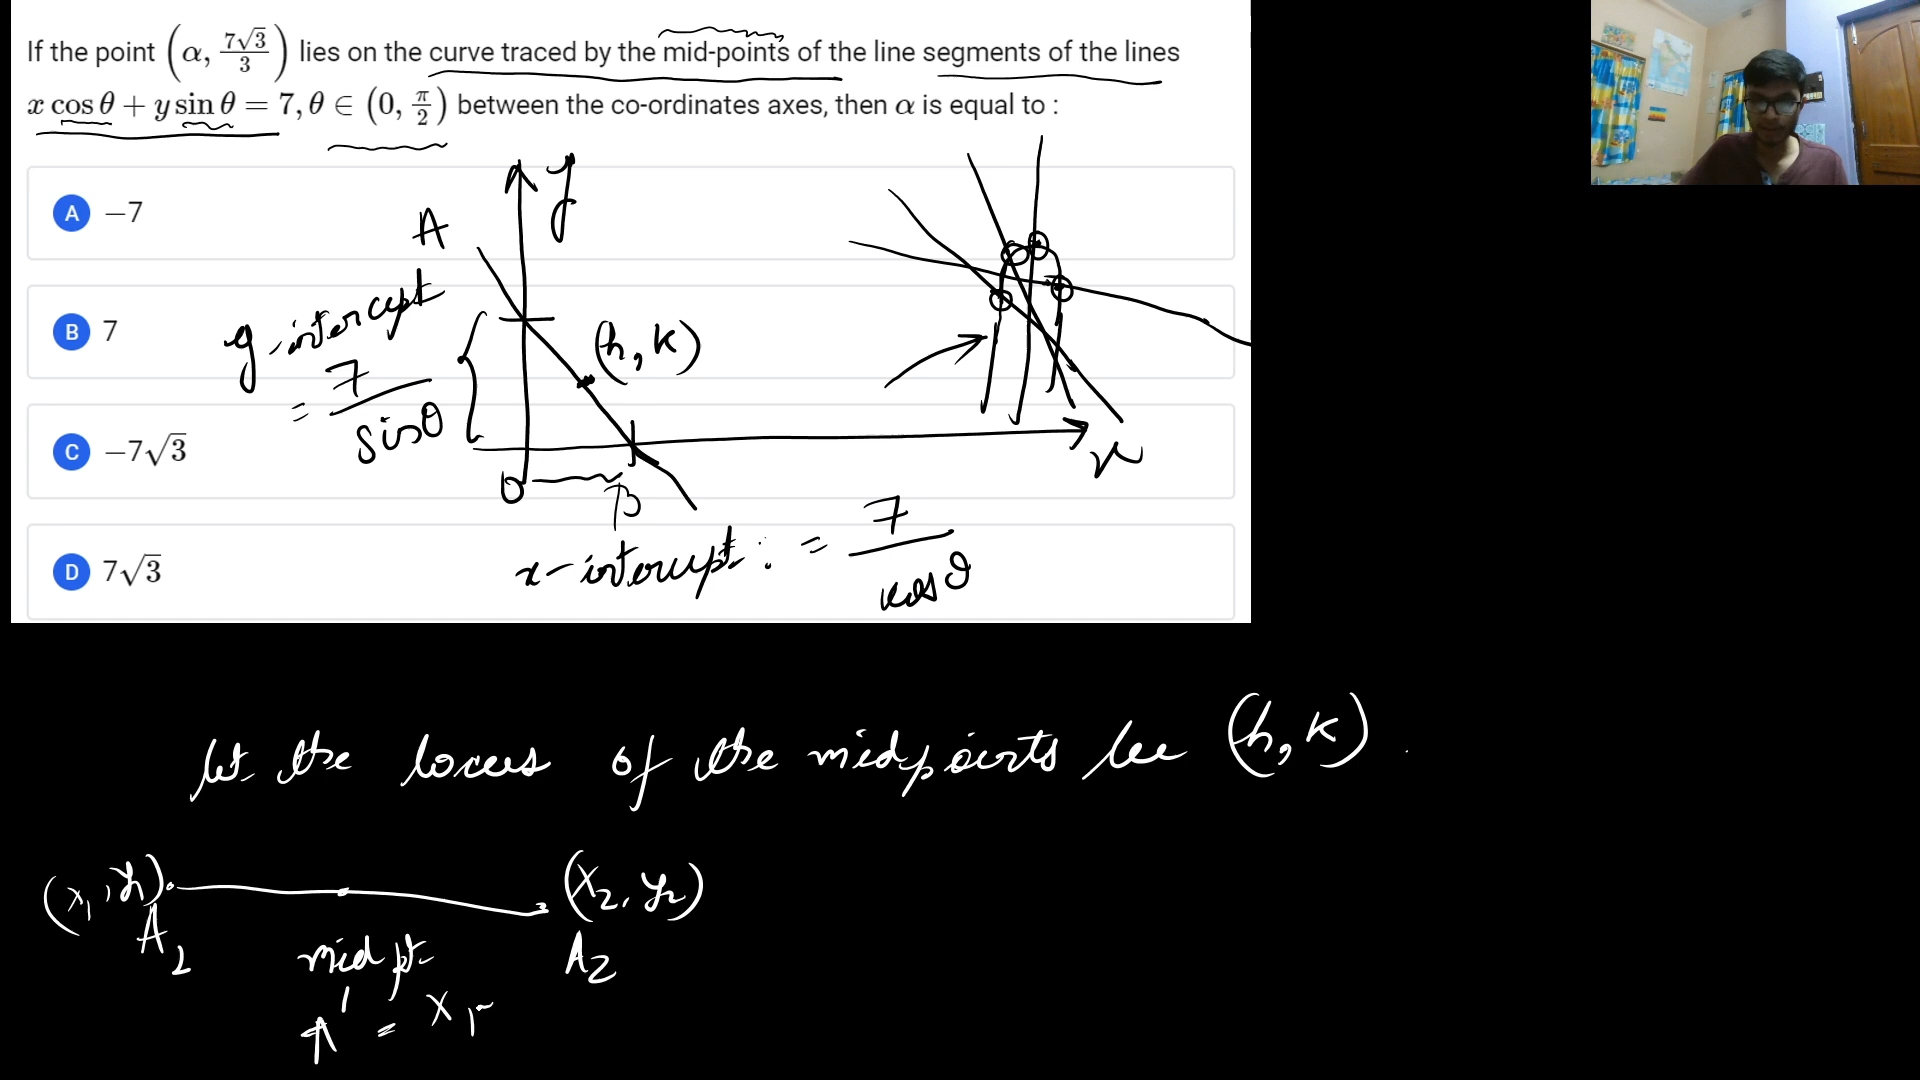 If the point (α, 7√3/3) lies on the curve traced by the mid-points of the line segments of the lines
x cos θ + y sin θ = 7, θ ∈ (0, π/2) between the co-ordinates axes, then α is equal to :
A −7
B 7
C −7√3
D 7√3
y
A
y-intercept
= 7/sinθ
(h, k)
O
B
x
x-intercept : = 7/cosθ
let the locus of the midpoints be (h, k) .
(x₁, y₁)
(x₂, y₂)
A₂
mid pt
A₂
A' = x₁